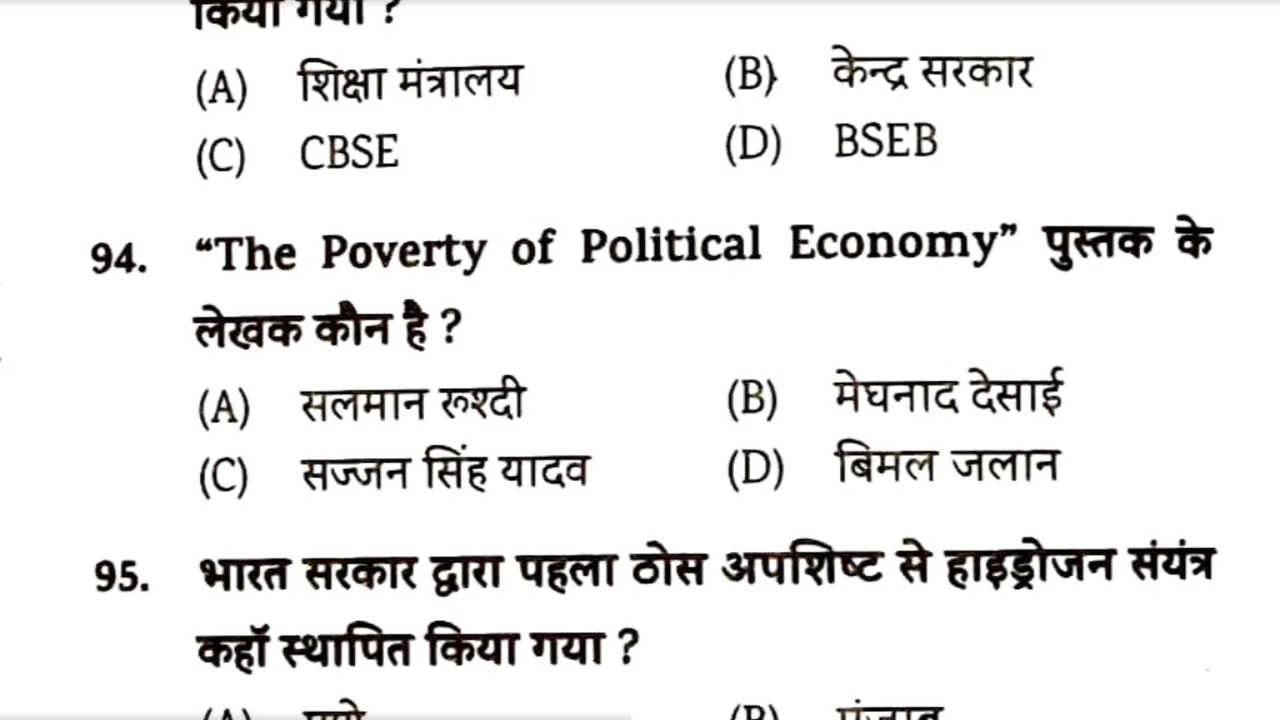 किया गया ?
(A) शिक्षा मंत्रालय (B) केन्द्र सरकार
(C) CBSE (D) BSEB
94. “The Poverty of Political Economy” पुस्तक के
लेखक कौन है ?
(A) सलमान रुश्दी (B) मेघनाद देसाई
(C) सज्जन सिंह यादव (D) बिमल जलान
95. भारत सरकार द्वारा पहला ठोस अपशिष्ट से हाइड्रोजन संयंत्र
कहॉ स्थापित किया गया ?
(A) पुणे (B) पंजाब